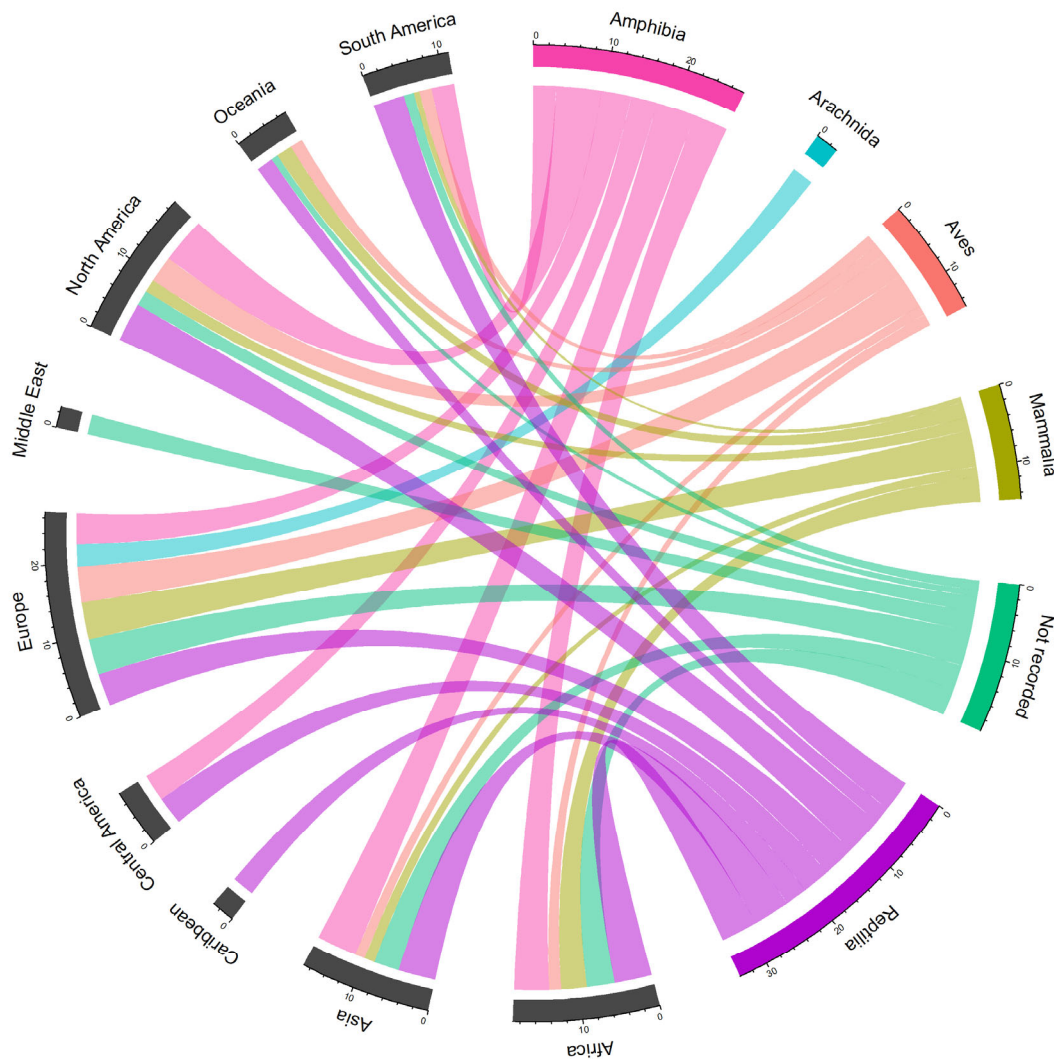 Amphibia
0 10 20
Arachnida
0
Aves
0 10
Mammalia
0 10
Not recorded
0 10
Reptilia
0 10 20 30
Africa
0 10
Asia
0 10
Caribbean
0
Central America
0
Europe
0 10 20
Middle East
0
North America
0 10
Oceania
0
South America
0 10